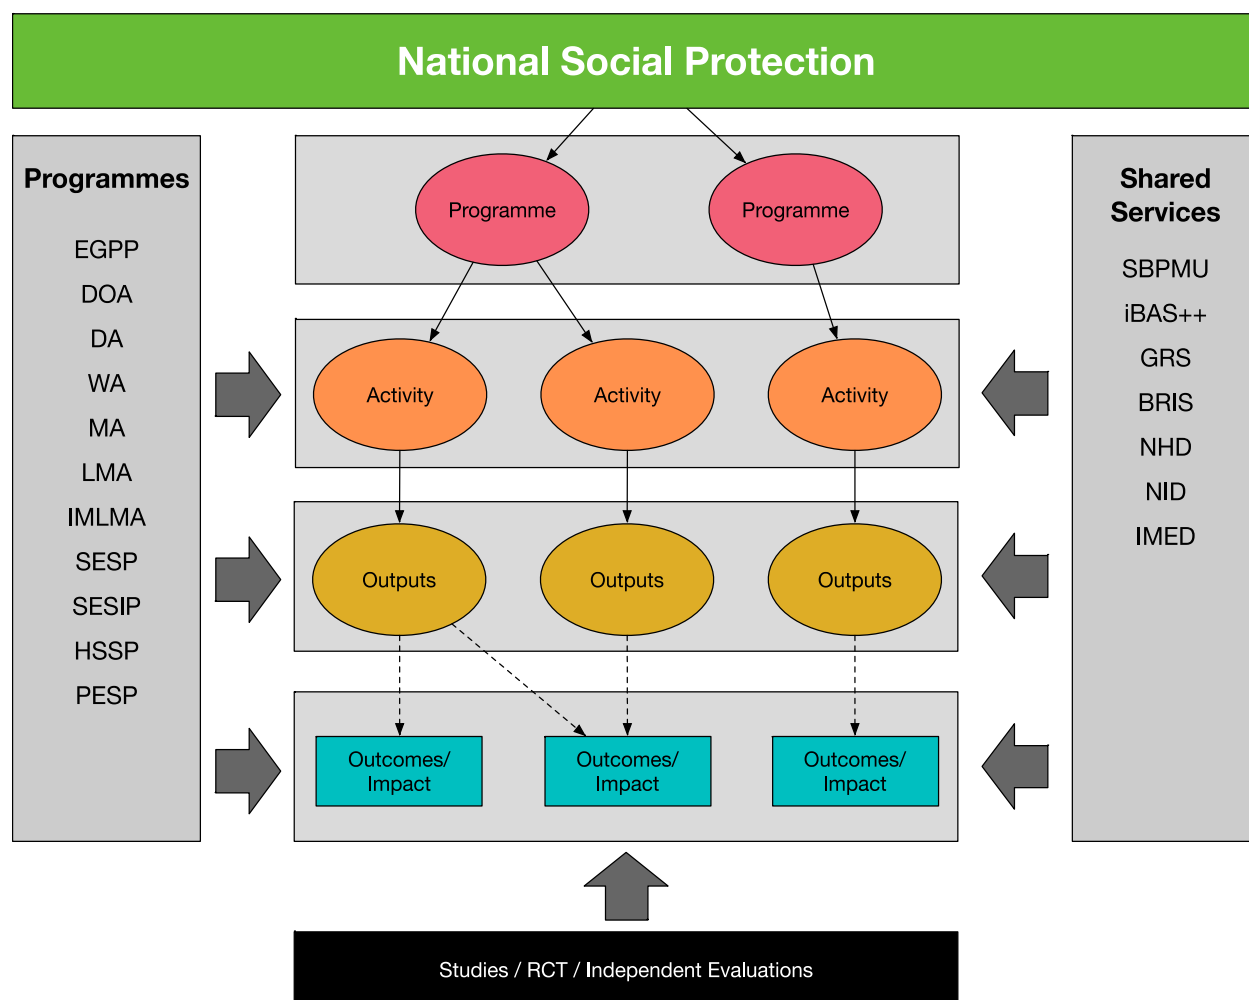 National Social Protection
Programmes
EGPP
DOA
DA
WA
MA
LMA
IMLMA
SESP
SESIP
HSSP
PESP
Programme
Programme
Activity
Activity
Activity
Outputs
Outputs
Outputs
Outcomes/
Impact
Outcomes/
Impact
Outcomes/
Impact
Shared
Services
SBPMU
iBAS++
GRS
BRIS
NHD
NID
IMED
Studies / RCT / Independent Evaluations